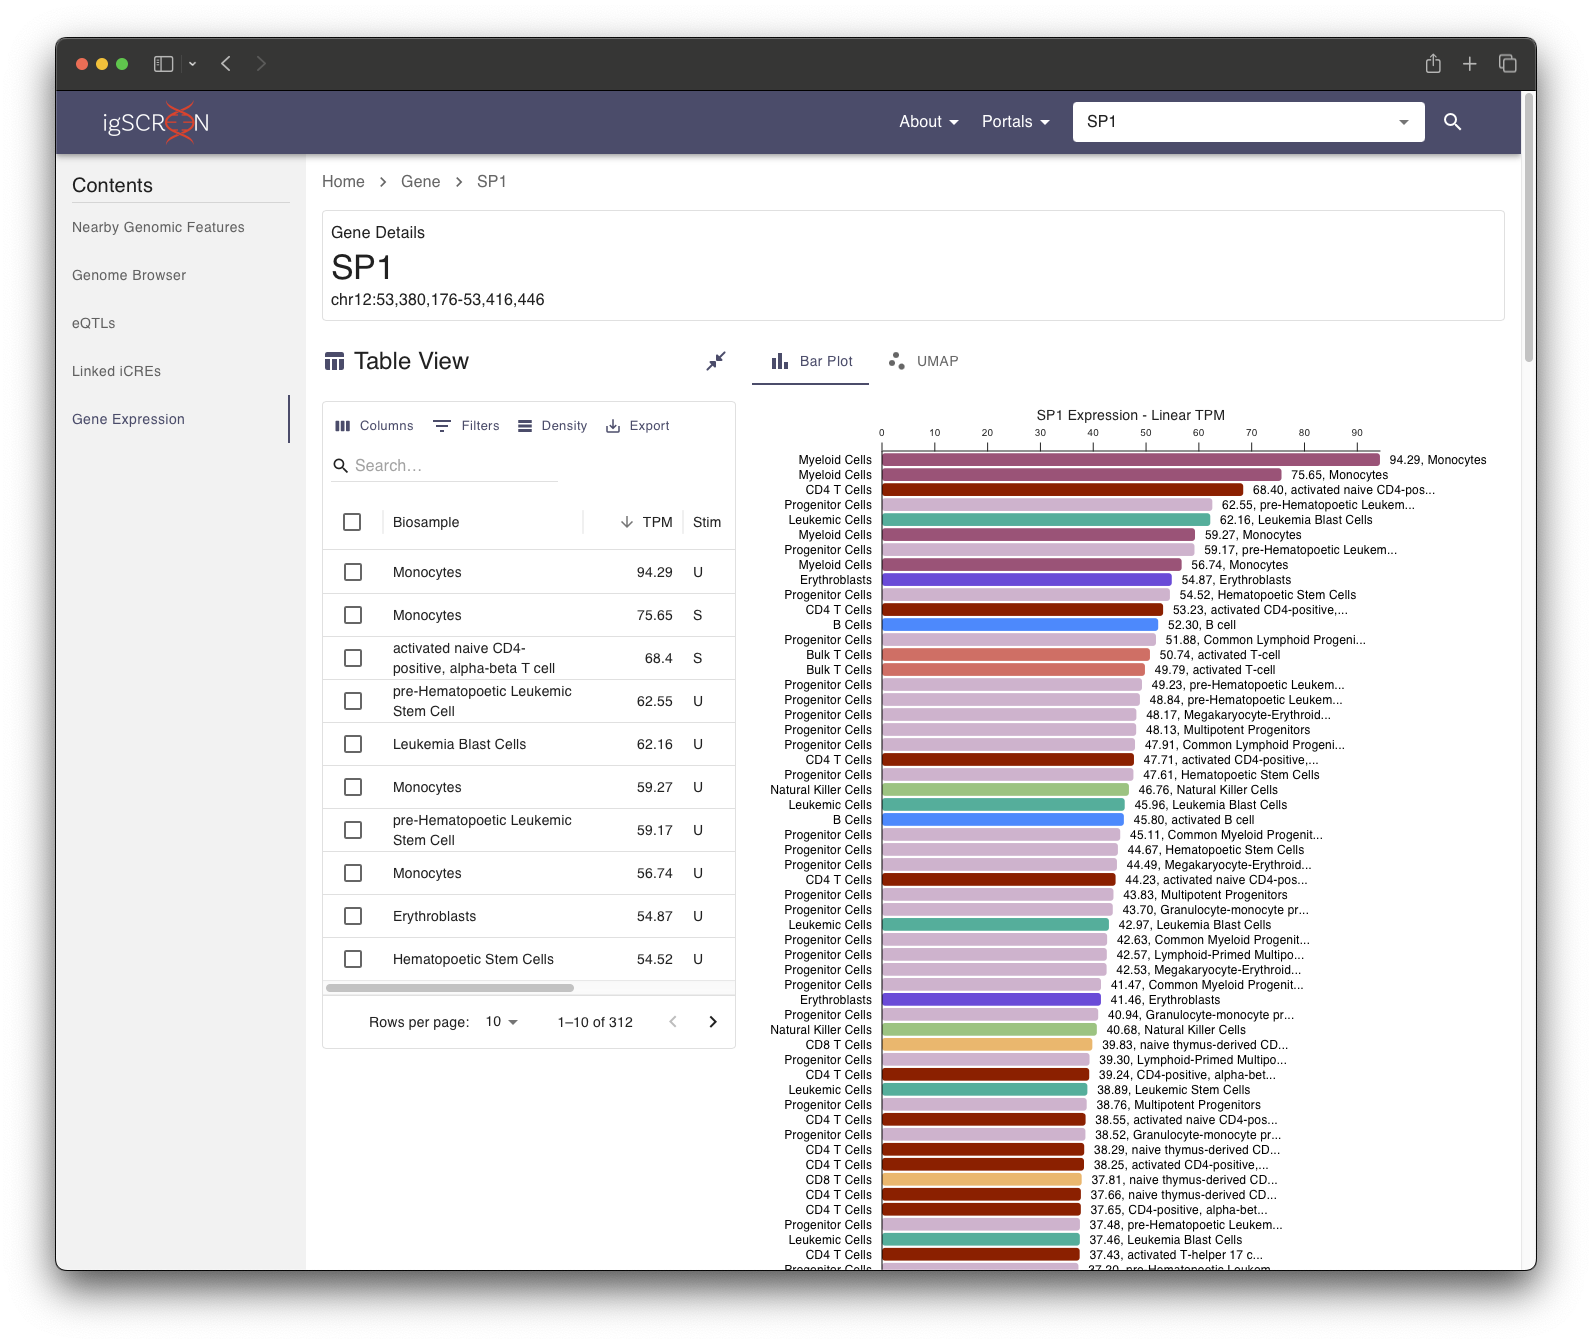 igSCREEN
About
Portals
SP1
Contents
Nearby Genomic Features
Genome Browser
eQTLs
Linked iCREs
Gene Expression
Home > Gene > SP1
Gene Details
SP1
chr12:53,380,176-53,416,446
Table View
Columns Filters Density Export
Search…
Biosample TPM Stim
Monocytes 94.29 U
Monocytes 75.65 S
activated naive CD4-
positive, alpha-beta T cell 68.4 S
pre-Hematopoetic Leukemic
Stem Cell 62.55 U
Leukemia Blast Cells 62.16 U
Monocytes 59.27 U
pre-Hematopoetic Leukemic
Stem Cell 59.17 U
Monocytes 56.74 U
Erythroblasts 54.87 U
Hematopoetic Stem Cells 54.52 U
Rows per page: 10 1–10 of 312
Bar Plot UMAP
SP1 Expression - Linear TPM
0 10 20 30 40 50 60 70 80 90
Myeloid Cells 94.29, Monocytes
Myeloid Cells 75.65, Monocytes
CD4 T Cells 68.40, activated naive CD4-pos...
Progenitor Cells 62.55, pre-Hematopoetic Leukem...
Leukemic Cells 62.16, Leukemia Blast Cells
Myeloid Cells 59.27, Monocytes
Progenitor Cells 59.17, pre-Hematopoetic Leukem...
Myeloid Cells 56.74, Monocytes
Erythroblasts 54.87, Erythroblasts
Progenitor Cells 54.52, Hematopoetic Stem Cells
CD4 T Cells 53.23, activated CD4-positive,...
B Cells 52.30, B cell
Progenitor Cells 51.88, Common Lymphoid Progeni...
Bulk T Cells 50.74, activated T-cell
Bulk T Cells 49.79, activated T-cell
Progenitor Cells 49.23, pre-Hematopoetic Leukem...
Progenitor Cells 48.84, pre-Hematopoetic Leukem...
Progenitor Cells 48.17, Megakaryocyte-Erythroid...
Progenitor Cells 48.13, Multipotent Progenitors
Progenitor Cells 47.91, Common Lymphoid Progeni...
CD4 T Cells 47.71, activated CD4-positive,...
Progenitor Cells 47.61, Hematopoetic Stem Cells
Natural Killer Cells 46.76, Natural Killer Cells
Leukemic Cells 45.96, Leukemia Blast Cells
B Cells 45.80, activated B cell
Progenitor Cells 45.11, Common Myeloid Progenit...
Progenitor Cells 44.67, Hematopoetic Stem Cells
Progenitor Cells 44.49, Megakaryocyte-Erythroid...
CD4 T Cells 44.23, activated naive CD4-pos...
Progenitor Cells 43.83, Multipotent Progenitors
Progenitor Cells 43.70, Granulocyte-monocyte pr...
Leukemic Cells 42.97, Leukemia Blast Cells
Progenitor Cells 42.63, Common Myeloid Progenit...
Progenitor Cells 42.57, Lymphoid-Primed Multipo...
Progenitor Cells 42.53, Megakaryocyte-Erythroid...
Progenitor Cells 41.47, Common Myeloid Progenit...
Erythroblasts 41.46, Erythroblasts
Progenitor Cells 40.94, Granulocyte-monocyte pr...
Natural Killer Cells 40.68, Natural Killer Cells
CD8 T Cells 39.83, naive thymus-derived CD...
Progenitor Cells 39.30, Lymphoid-Primed Multipo...
CD4 T Cells 39.24, CD4-positive, alpha-bet...
Leukemic Cells 38.89, Leukemic Stem Cells
Progenitor Cells 38.76, Multipotent Progenitors
CD4 T Cells 38.55, activated naive CD4-pos...
Progenitor Cells 38.52, Granulocyte-monocyte pr...
CD4 T Cells 38.29, naive thymus-derived CD...
CD4 T Cells 38.25, activated CD4-positive,...
CD8 T Cells 37.81, naive thymus-derived CD...
CD4 T Cells 37.66, naive thymus-derived CD...
CD4 T Cells 37.65, CD4-positive, alpha-bet...
Progenitor Cells 37.48, pre-Hematopoetic Leukem...
Leukemic Cells 37.46, Leukemia Blast Cells
CD4 T Cells 37.43, activated T-helper 17 c...
Progenitor Cells 37.20, pre-Hematopoetic Leukem...